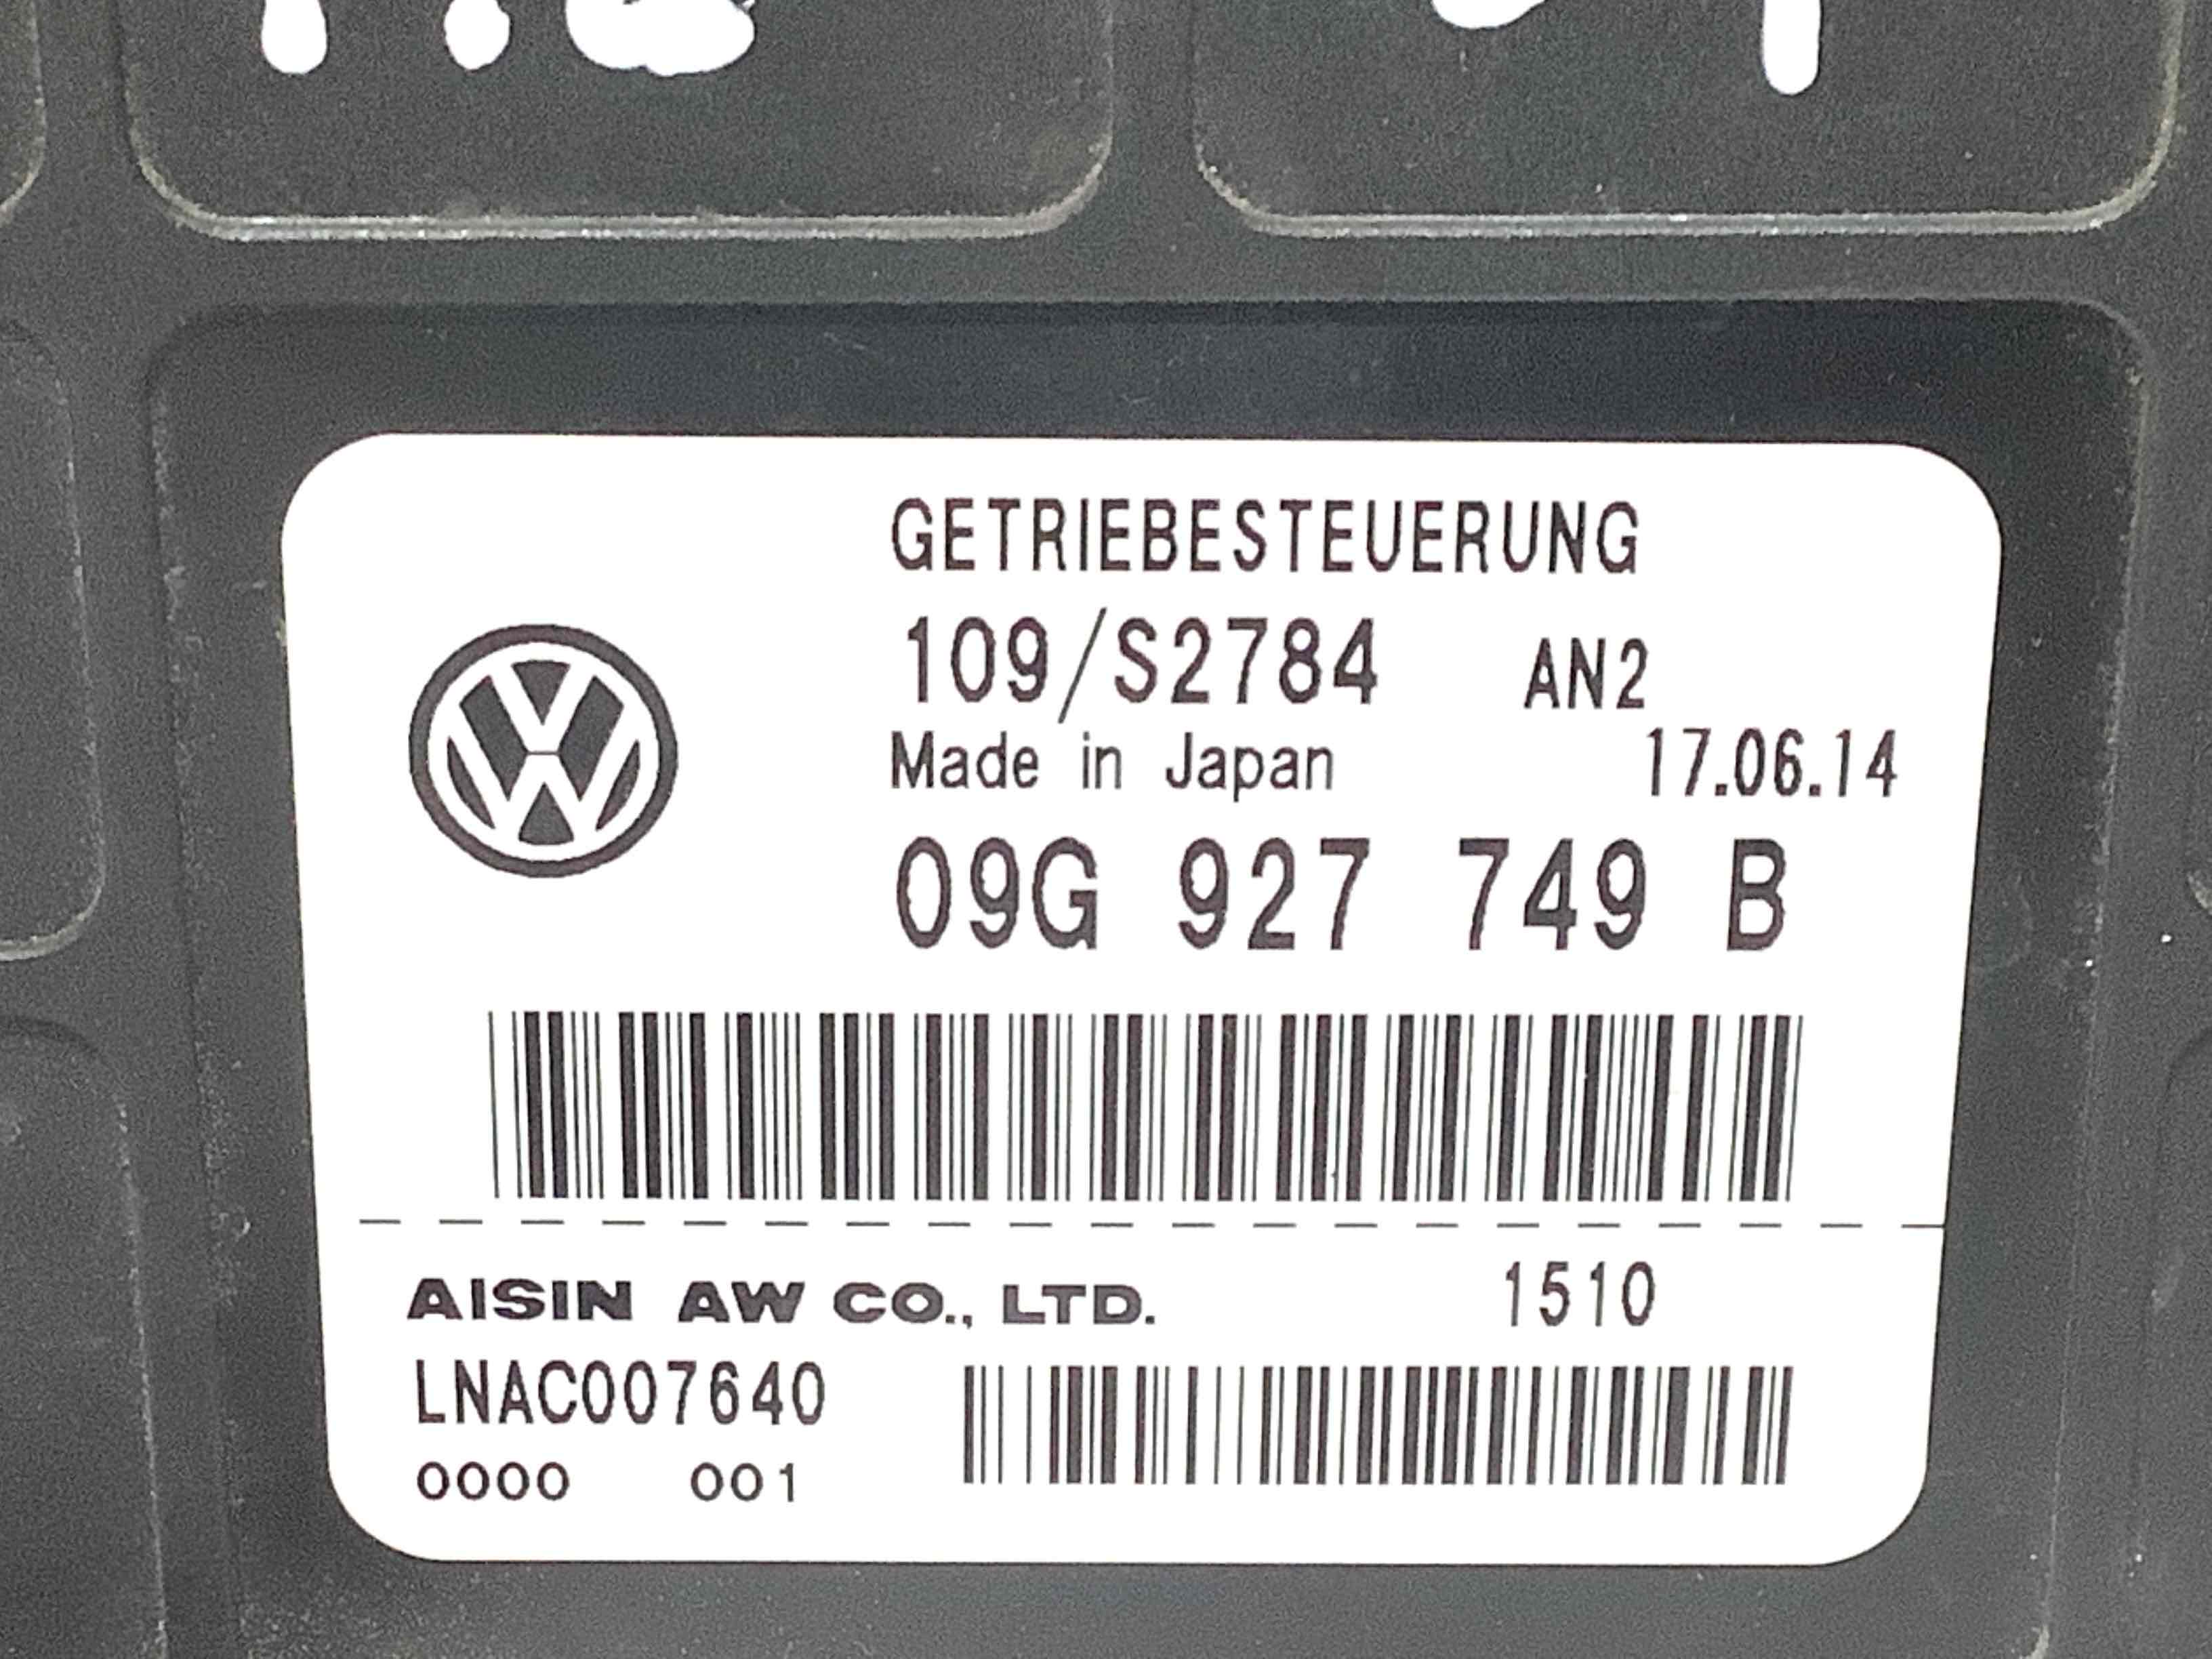 GETRIEBESTEUERUNG
109/S2784 AN2
Made in Japan 17.06.14
09G 927 749 B
AISIN AW CO., LTD. 1510
LNAC007640
0000 001